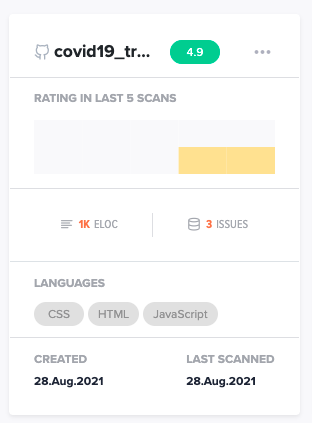 covid19_tr... 4.9
RATING IN LAST 5 SCANS
1K ELOC 3 ISSUES
LANGUAGES
CSS HTML JavaScript
CREATED LAST SCANNED
28.Aug.2021 28.Aug.2021